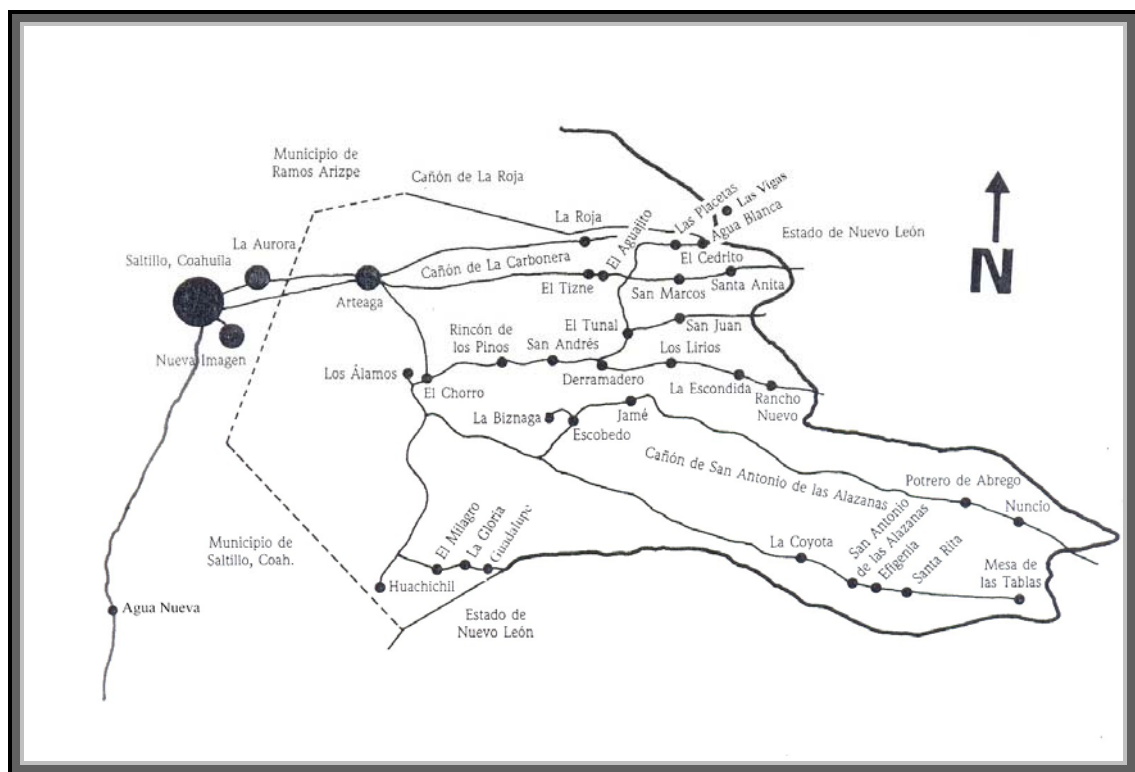 Municipio de
Ramos Arizpe
Cañón de La Roja
Las Placetas
Las Vigas
Agua Blanca
La Roja
El Aguajito
Estado de Nuevo León
La Aurora
Saltillo, Coahuila
Cañón de La Carbonera
El Cedrito
N
Arteaga
El Tizne
San Marcos
Santa Anita
El Tunal
San Juan
Rincón de
los Pinos
San Andrés
Los Lirios
Nueva Imagen
Los Álamos
El Chorro
Derramadero
La Escondida
Rancho
Nuevo
La Biznaga
Jamé
Escobedo
Cañón de San Antonio de las Alazanas
Potrero de Abrego
Nuncio
El Milagro
La Gloria
Guadalupe
San Antonio
de las Alazanas
Efigenia
Santa Rita
Municipio de
Saltillo, Coah.
La Coyota
Mesa de
las Tablas
Huachichil
Agua Nueva
Estado de
Nuevo León